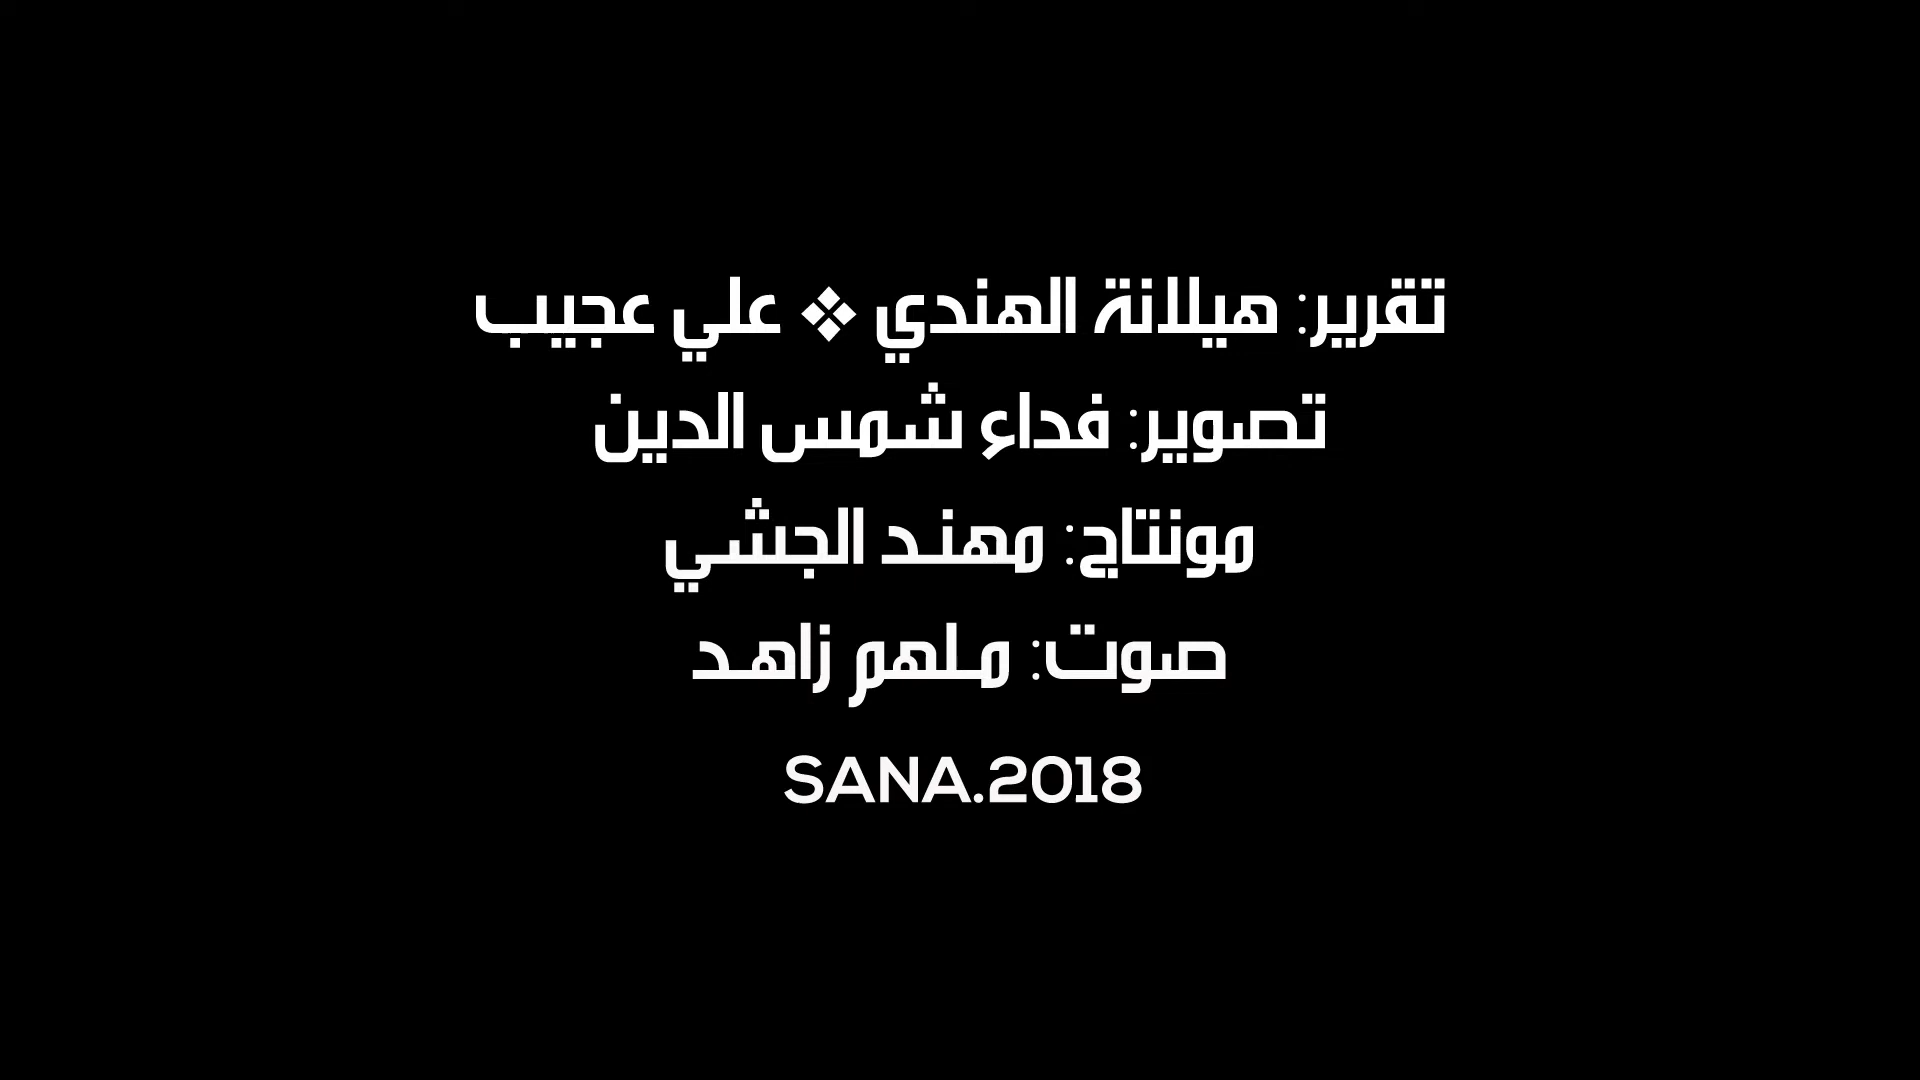 تقرير: هيلانة الهندي ❖ علي عجيب
تصوير: فداء شمس الدين
مونتاج: مهند الجشي
صوت: ملهم زاهد
SANA.2018